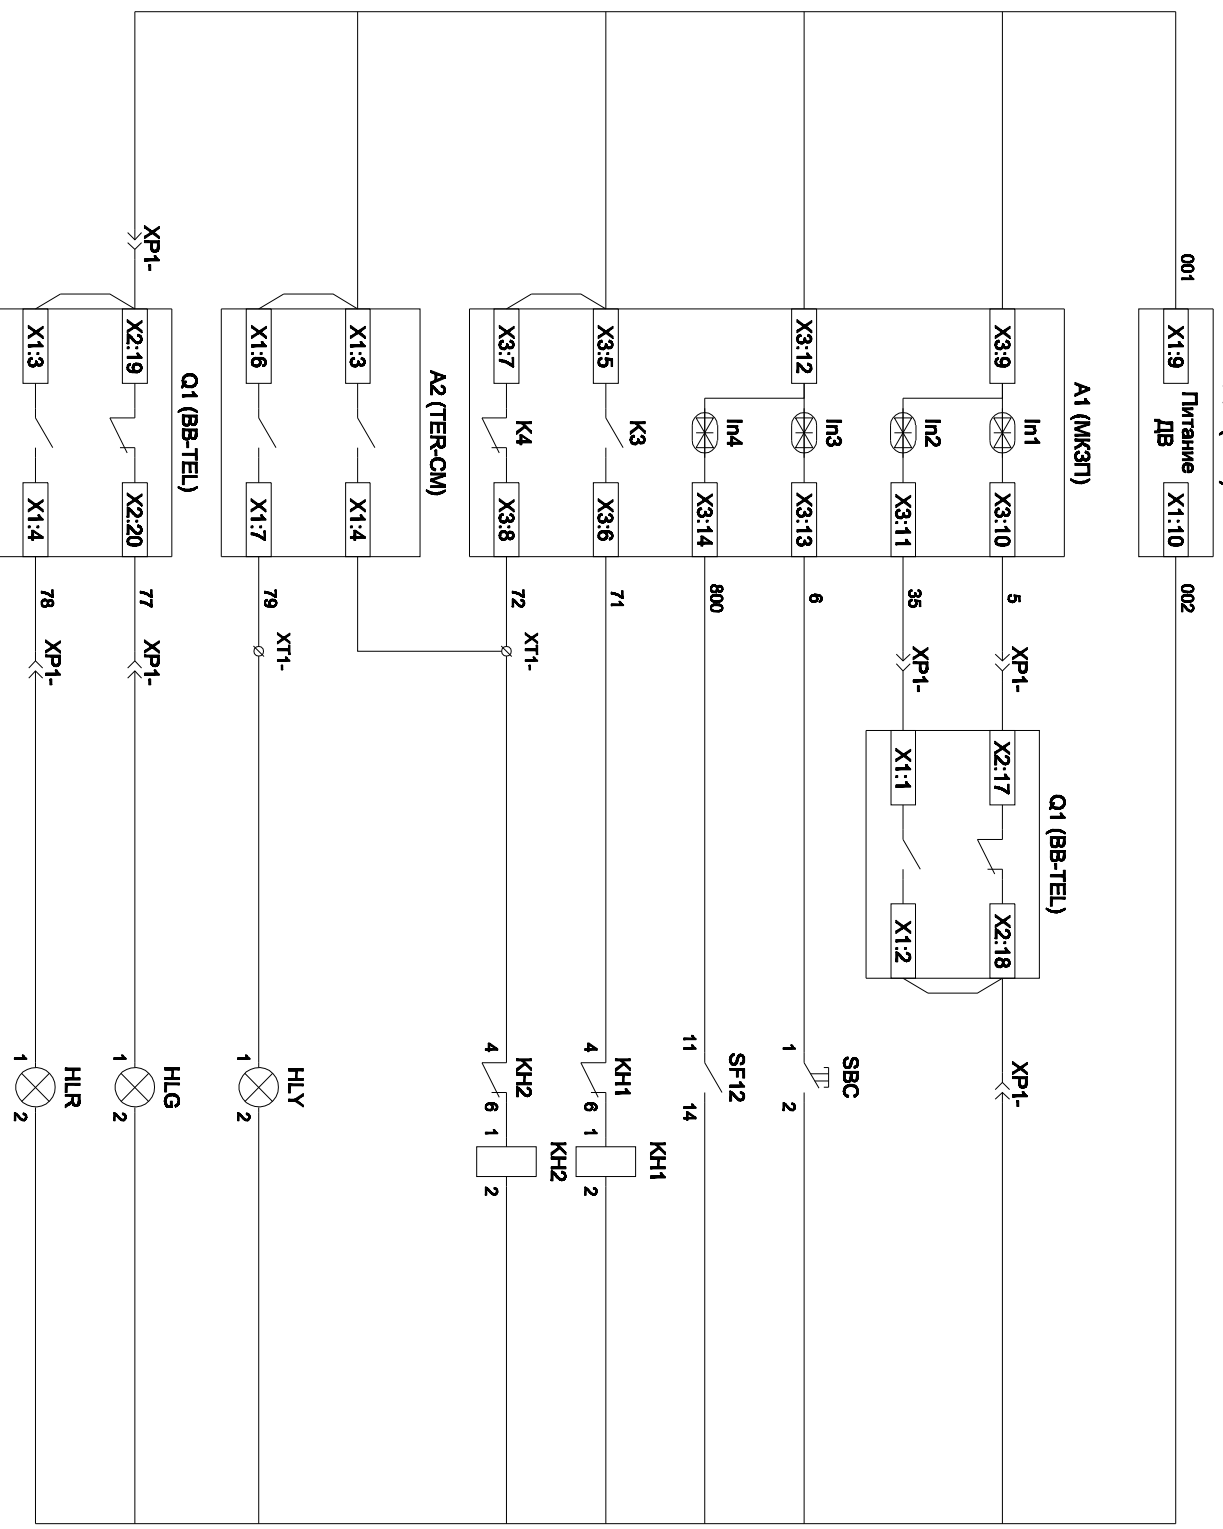 001
X1:9
Питание
ДВ
X1:10
002
A1 (МКЗП)
X3:9
In1
X3:10
5
XP1-
Q1 (BB-TEL)
X2:17
X2:18
XP1-
In2
X3:11
35
XP1-
X1:1
X1:2
X3:12
In3
X3:13
6
SBC
1
2
In4
X3:14
800
SF12
11
14
X3:5
K3
X3:6
71
KH1
4
6
1
KH1
2
X3:7
K4
X3:8
72
XT1-
KH2
4
6
1
KH2
2
A2 (TER-CM)
X1:3
X1:4
X1:6
X1:7
79
XT1-
HLY
1
2
XP1-
Q1 (BB-TEL)
X2:19
X2:20
77
XP1-
HLG
1
2
X1:3
X1:4
78
XP1-
HLR
1
2